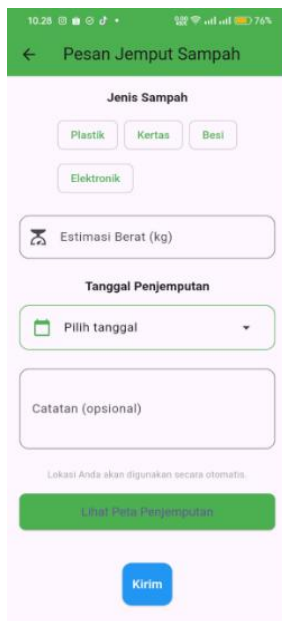 10.28 76%
Pesan Jemput Sampah
Jenis Sampah
Plastik Kertas Besi
Elektronik
Estimasi Berat (kg)
Tanggal Penjemputan
Pilih tanggal
Catatan (opsional)
Lokasi Anda akan digunakan secara otomatis.
Lihat Peta Penjemputan
Kirim